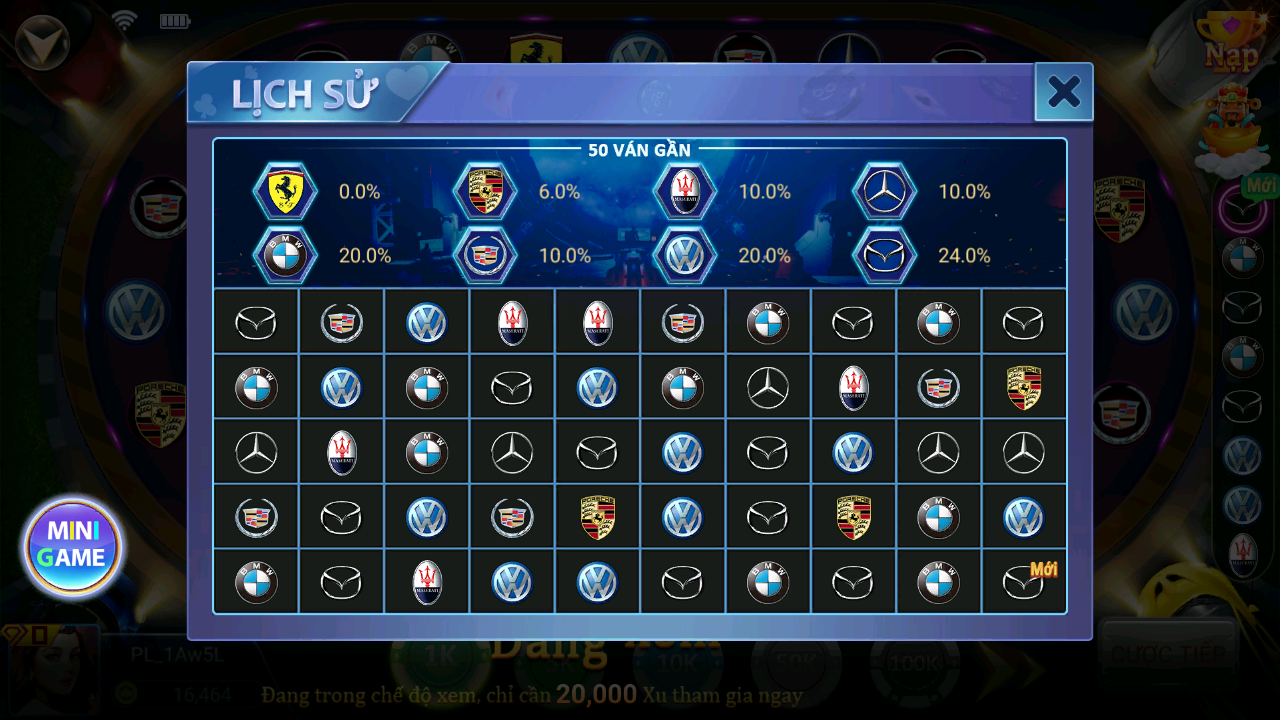 Nạp
LỊCH SỬ
50 VÁN GẦN
0.0%
6.0%
10.0%
10.0%
20.0%
10.0%
20.0%
24.0%
Mới
Mới
MINI
GAME
PL_1Aw5L
16,464
1K
10K
50K
100K
CƯỢC TIẾP
Đang trong chế độ xem, chỉ cần 20,000 Xu tham gia ngay